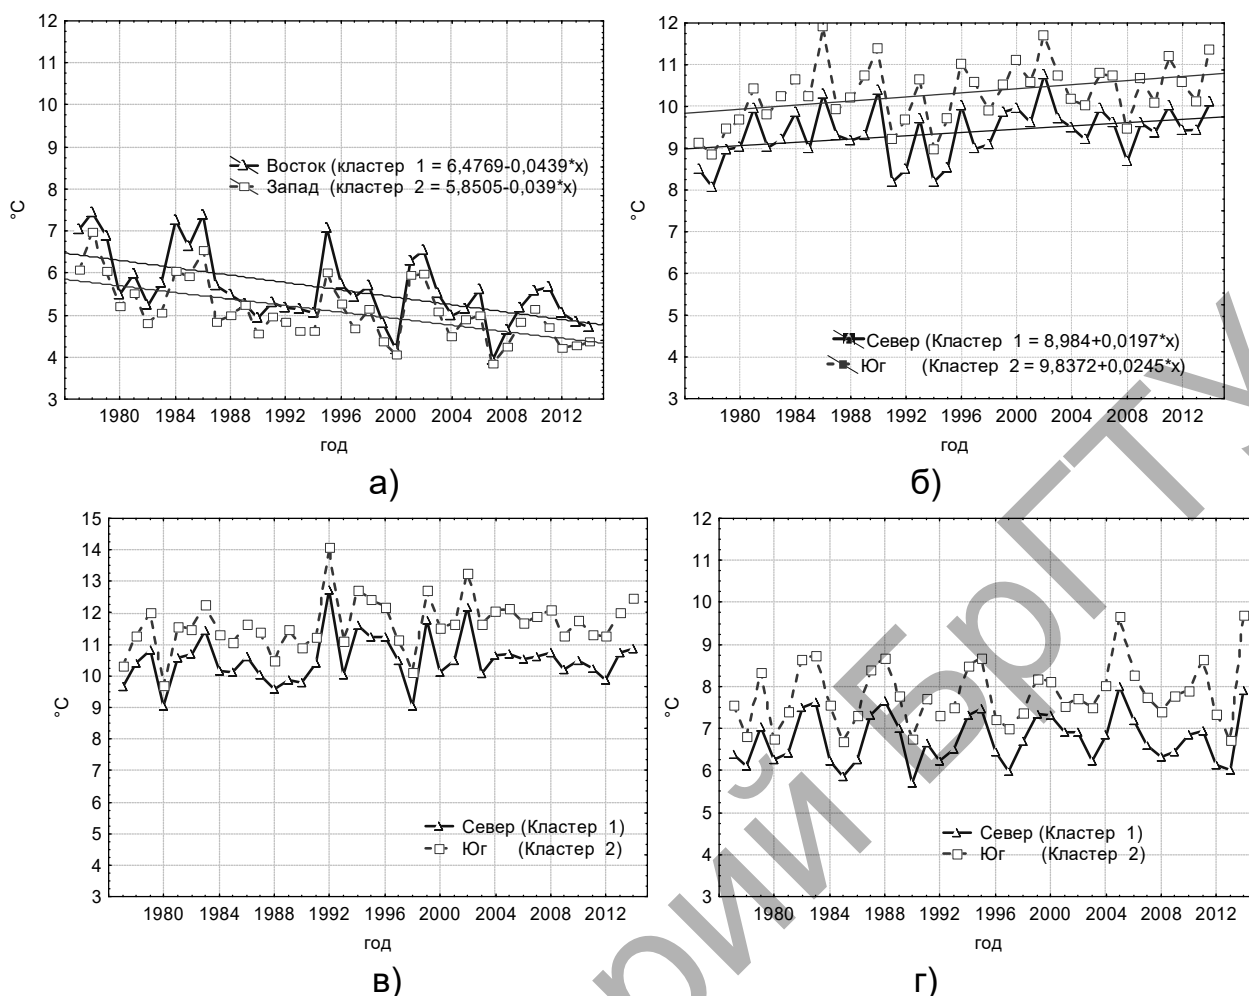 12
11
10
9
8
7
6
5
4
3
°C
Восток (кластер 1 = 6,4769-0,0439*x)
Запад (кластер 2 = 5,8505-0,039*x)
1980 1984 1988 1992 1996 2000 2004 2008 2012
год
а)
12
11
10
9
8
7
6
5
4
3
°C
Север (Кластер 1 = 8,984+0,0197*x)
Юг (Кластер 2 = 9,8372+0,0245*x)
1980 1984 1988 1992 1996 2000 2004 2008 2012
год
б)
15
14
13
12
11
10
9
8
7
6
5
4
3
°C
Север (Кластер 1)
Юг (Кластер 2)
1980 1984 1988 1992 1996 2000 2004 2008 2012
год
в)
12
11
10
9
8
7
6
5
4
3
°C
Север (Кластер 1)
Юг (Кластер 2)
1980 1984 1988 1992 1996 2000 2004 2008 2012
год
г)
рий БрГТУ